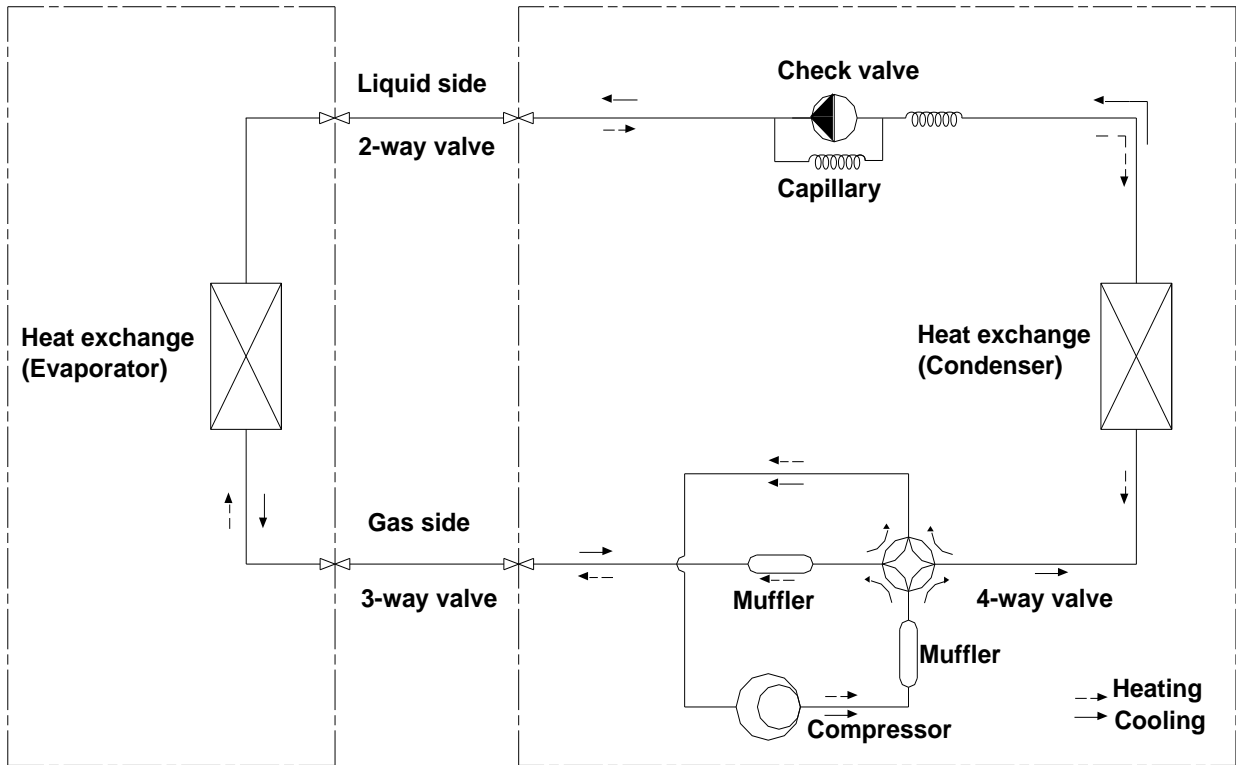 Check valve
Liquid side
2-way valve
Capillary
Heat exchange
(Evaporator)
Heat exchange
(Condenser)
Gas side
3-way valve
Muffler
4-way valve
Muffler
Compressor
Heating
Cooling